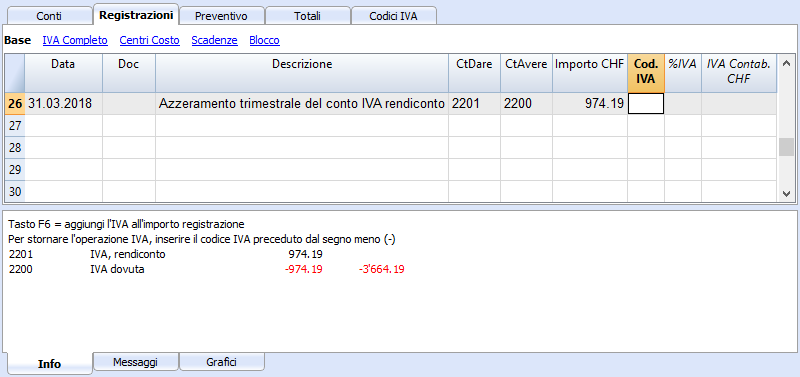 Conti Registrazioni Preventivo Totali Codici IVA
Base IVA Completo Centri Costo Scadenze Blocco
Data Doc Descrizione CtDare CtAvere Importo CHF Cod. IVA %IVA IVA Contab. CHF
26 31.03.2018 Azzeramento trimestrale del conto IVA rendiconto 2201 2200 974.19
27
28
29
30
Tasto F6 = aggiungi l'IVA all'importo registrazione
Per stornare l'operazione IVA, inserire il codice IVA preceduto dal segno meno (-)
2201 IVA, rendiconto 974.19
2200 IVA dovuta -974.19 -3'664.19
Info Messaggi Grafici